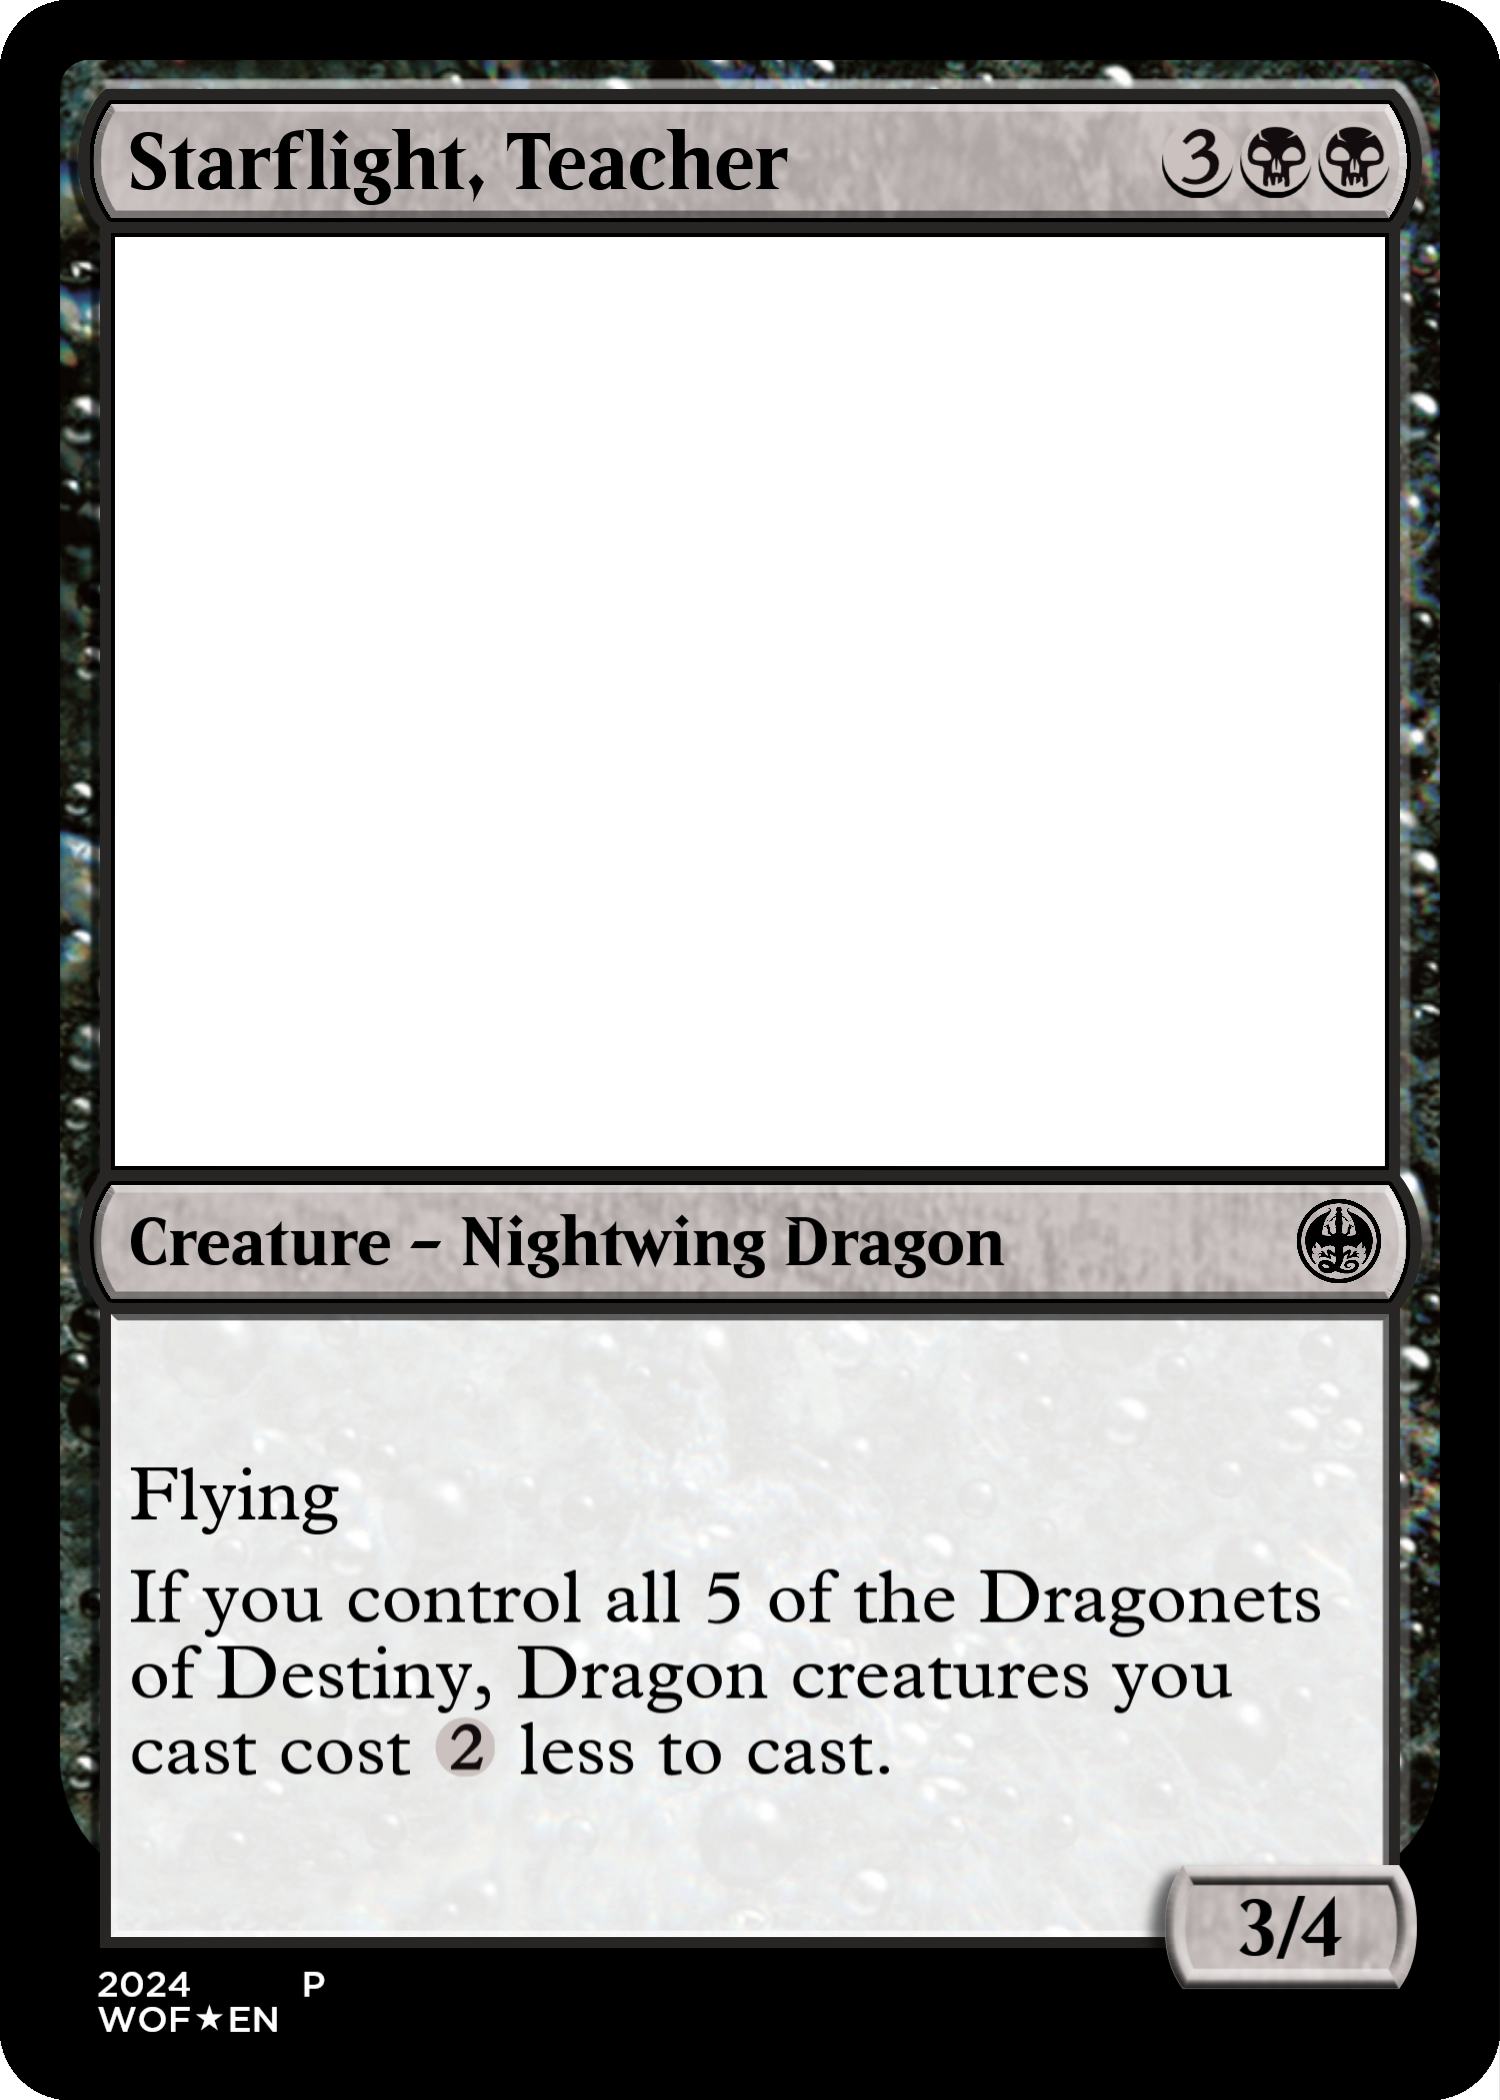 Starflight, Teacher 3
Creature – Nightwing Dragon
Flying
If you control all 5 of the Dragonets
of Destiny, Dragon creatures you
cast cost 2 less to cast.
3/4
2024 P
WOF★EN